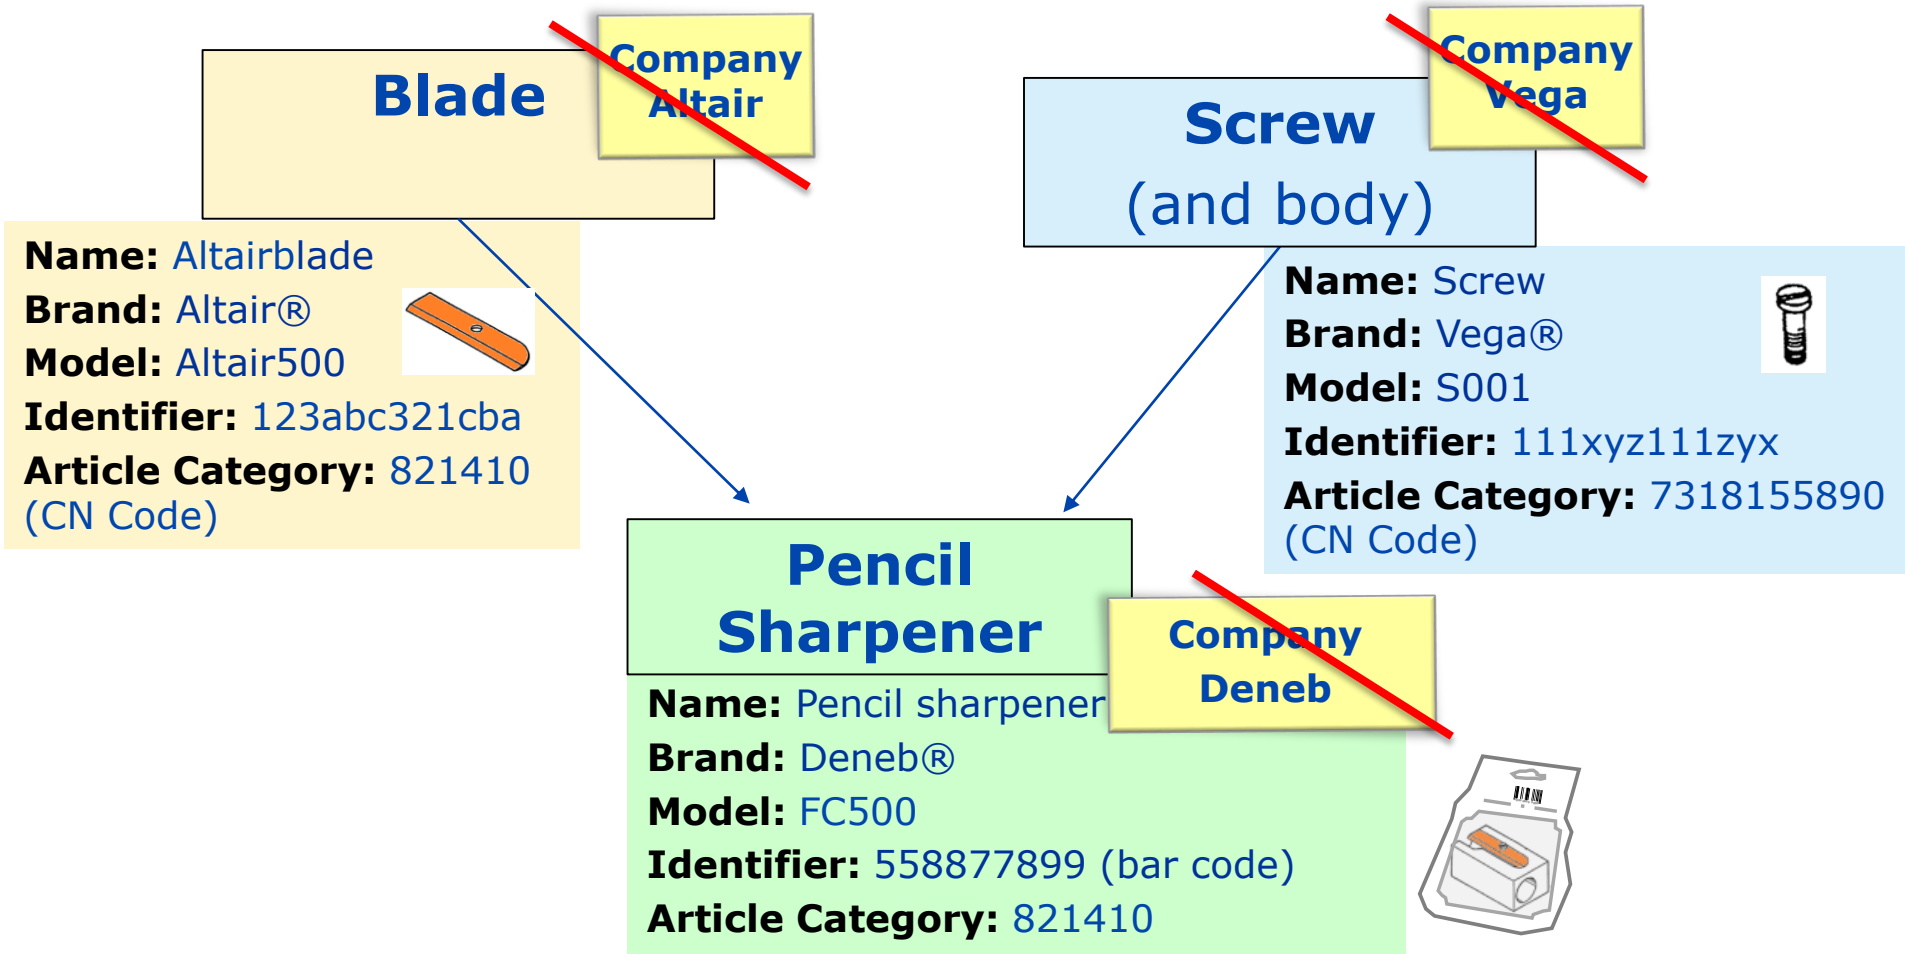 Blade
Company
Altair
Name: Altairblade
Brand: Altair®
Model: Altair500
Identifier: 123abc321cba
Article Category: 821410
(CN Code)
Screw
(and body)
Company
Vega
Name: Screw
Brand: Vega®
Model: S001
Identifier: 111xyz111zyx
Article Category: 7318155890
(CN Code)
Pencil
Sharpener
Company
Deneb
Name: Pencil sharpener
Brand: Deneb®
Model: FC500
Identifier: 558877899 (bar code)
Article Category: 821410